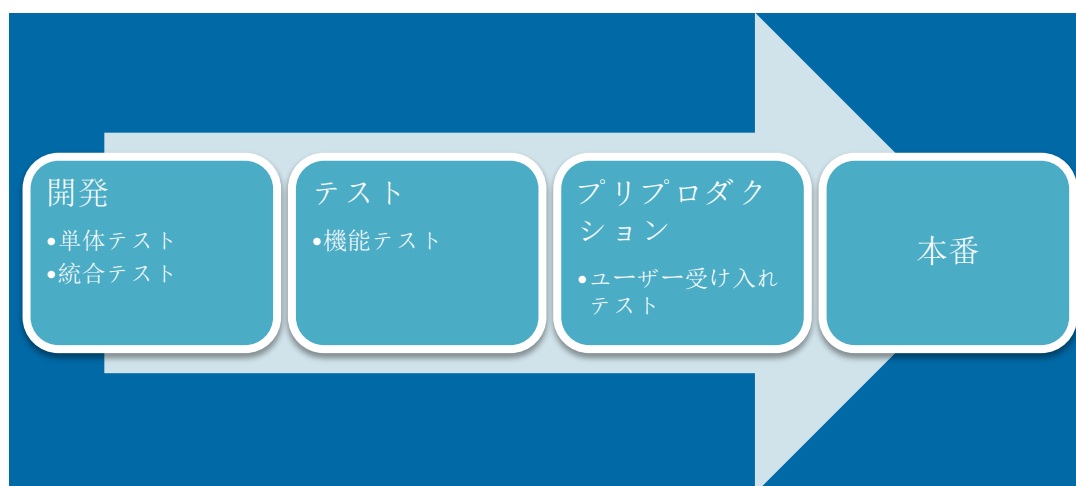 開発
•単体テスト
•統合テスト
テスト
•機能テスト
プリプロダク
ション
•ユーザー受け入れ
テスト
本番